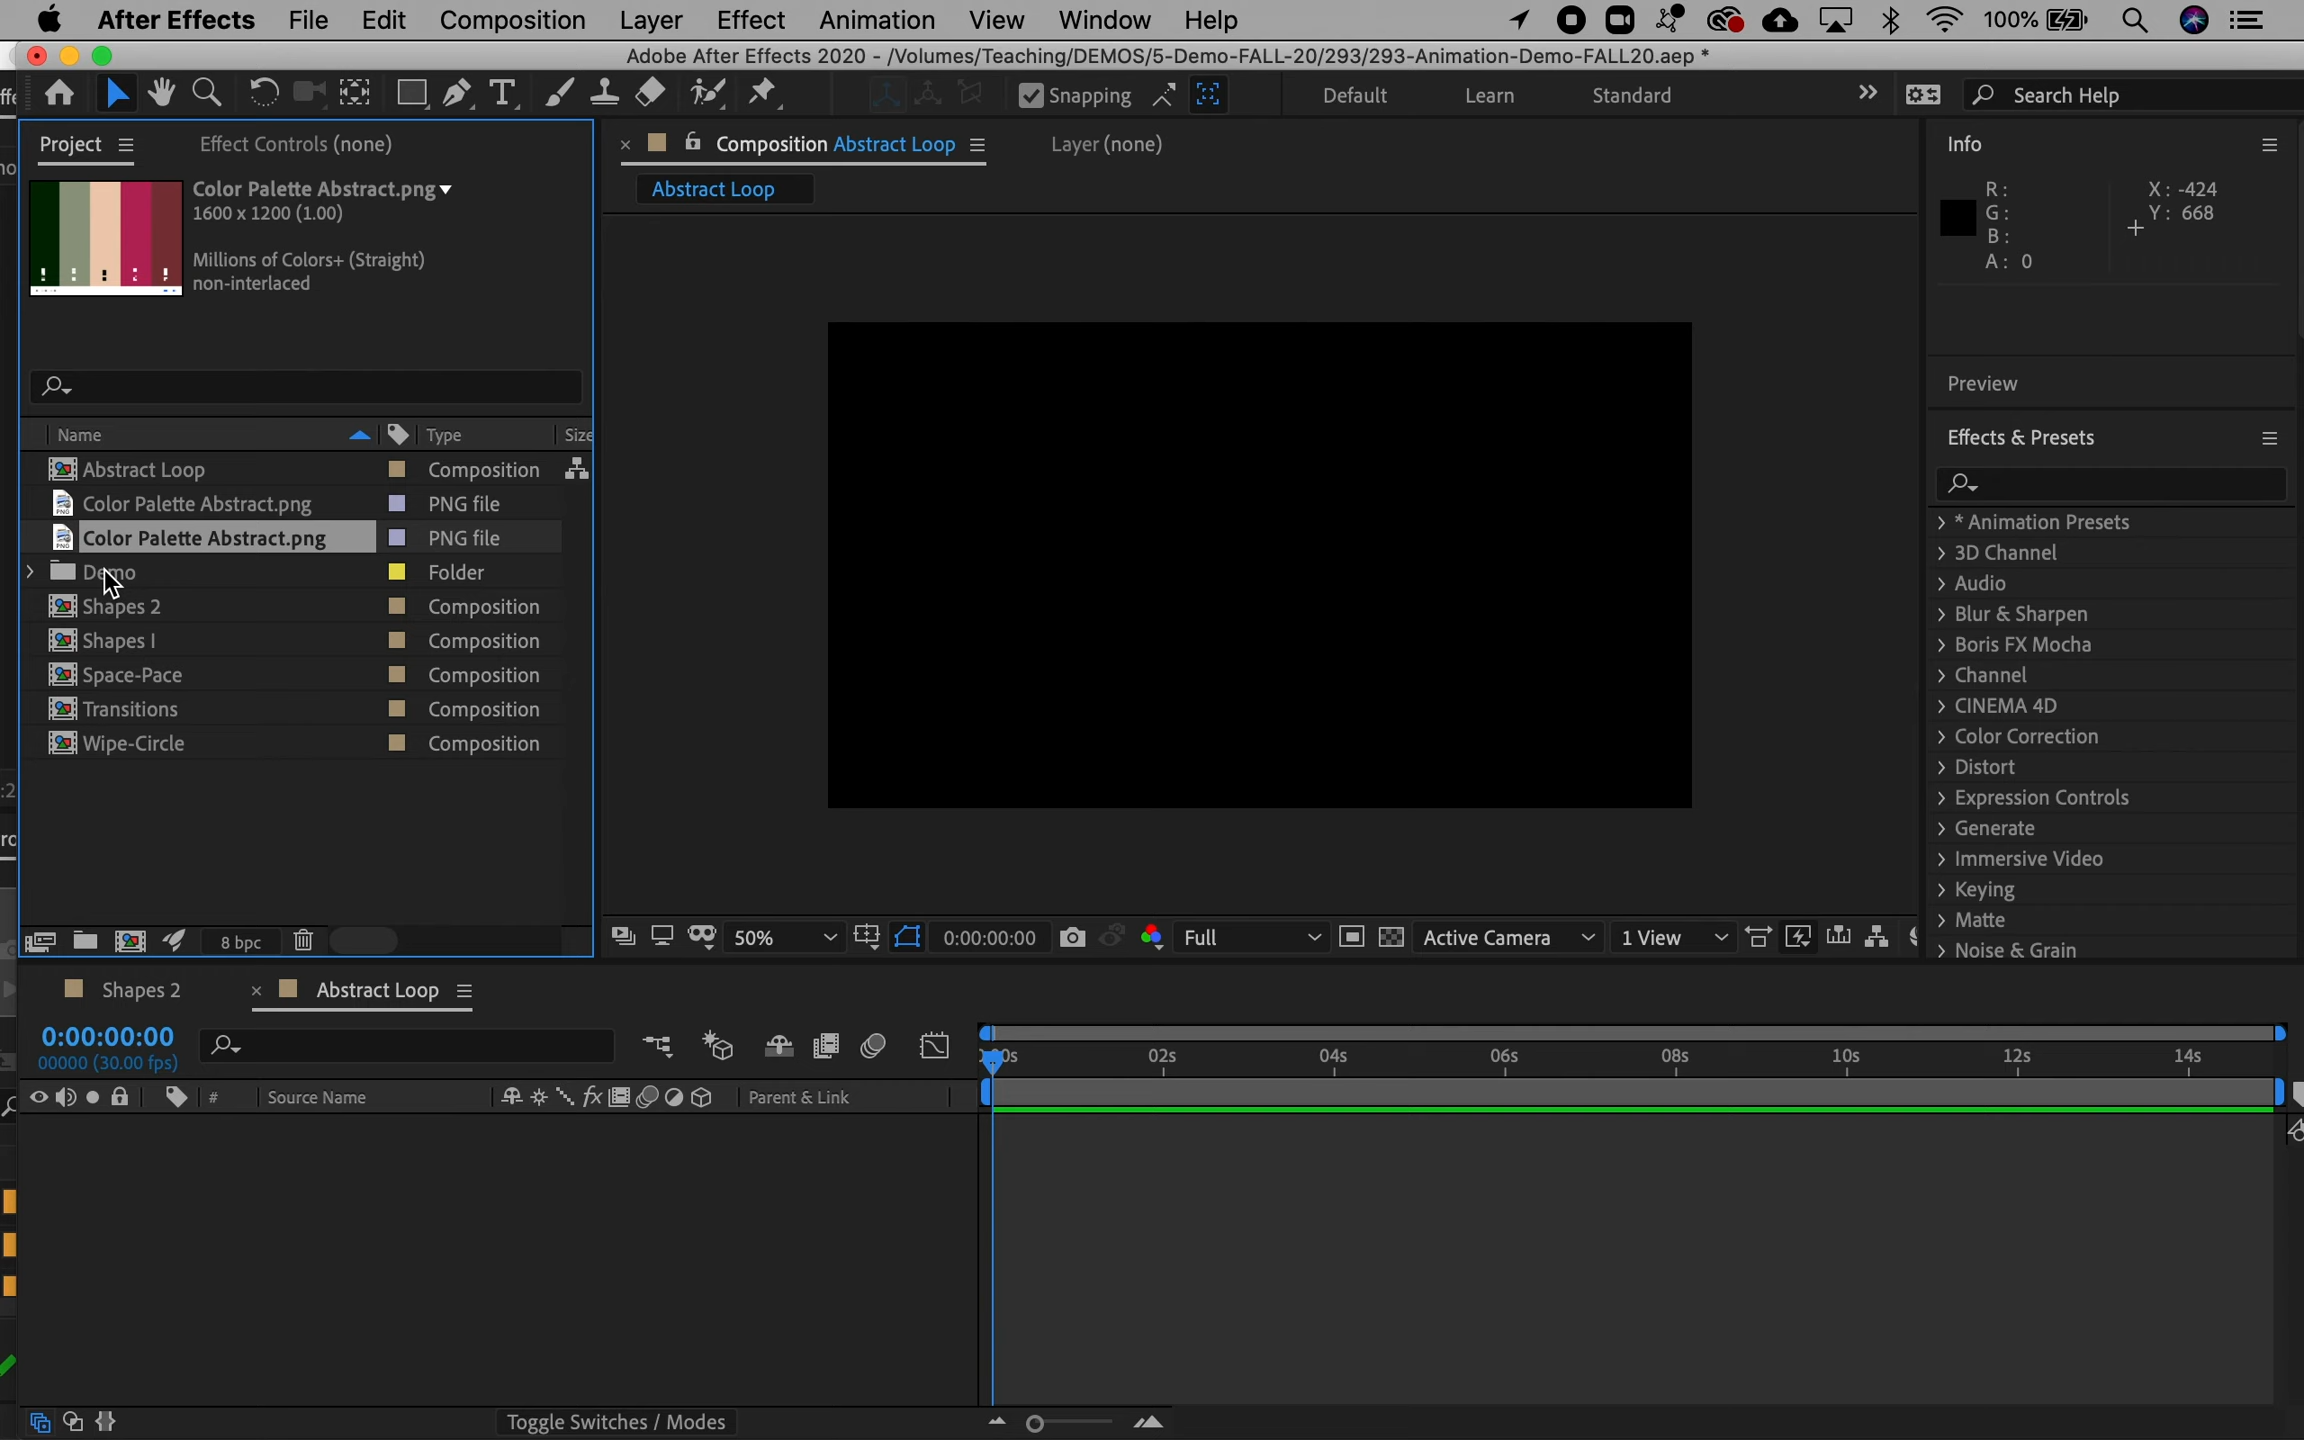 After Effects File Edit Composition Layer Effect Animation View Window Help 100%
Adobe After Effects 2020 - /Volumes/Teaching/DEMOS/5-Demo-FALL-20/293/293-Animation-Demo-FALL20.aep *
Snapping Default Learn Standard Search Help
Project Effect Controls (none)
Color Palette Abstract.png
1600 x 1200 (1.00)
Millions of Colors+ (Straight)
non-interlaced
Name Type Size
Abstract Loop Composition
Color Palette Abstract.png PNG file
Color Palette Abstract.png PNG file
Demo Folder
Shapes 2 Composition
Shapes I Composition
Space-Pace Composition
Transitions Composition
Wipe-Circle Composition
8 bpc
Composition Abstract Loop Layer (none)
Abstract Loop
50% 0:00:00:00 Full Active Camera 1 View
Info
R: X: -424
G: Y: 668
B:
A: 0
Preview
Effects & Presets
* Animation Presets
3D Channel
Audio
Blur & Sharpen
Boris FX Mocha
Channel
CINEMA 4D
Color Correction
Distort
Expression Controls
Generate
Immersive Video
Keying
Matte
Noise & Grain
Shapes 2 Abstract Loop
0:00:00:00
00000 (30.00 fps)
02s 04s 06s 08s 10s 12s 14s
# Source Name fx Parent & Link
Toggle Switches / Modes